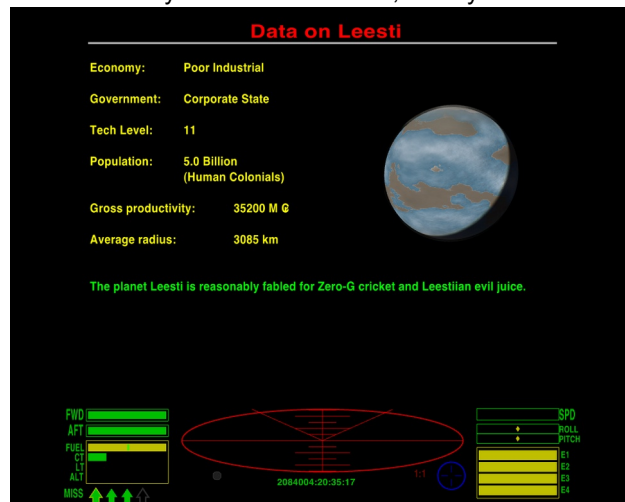 Data on Leesti
Economy: Poor Industrial
Government: Corporate State
Tech Level: 11
Population: 5.0 Billion
(Human Colonials)
Gross productivity: 35200 M ₢
Average radius: 3085 km
The planet Leesti is reasonably fabled for Zero-G cricket and Leestiian evil juice.
FWD SPD
AFT ROLL
PITCH
FUEL
CT E1
LT E2
ALT E3
2084004:20:35:17 1:1 E4
MISS